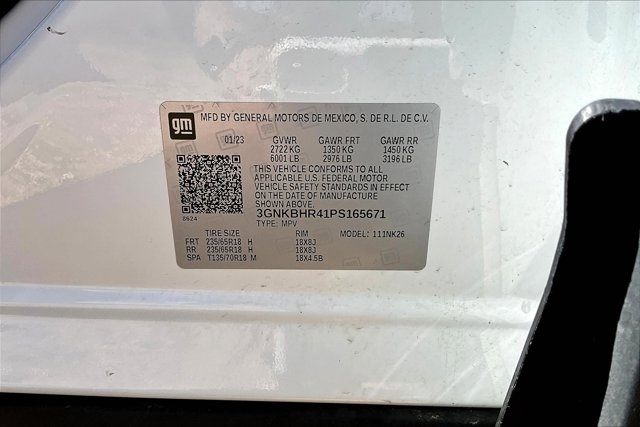 gm MFD BY GENERAL MOTORS DE MEXICO, S. DE R.L. DE C.V.
01/23 GVWR GAWR FRT GAWR RR
2722 KG 1350 KG 1450 KG
6001 LB 2976 LB 3196 LB
THIS VEHICLE CONFORMS TO ALL
APPLICABLE U.S. FEDERAL MOTOR
VEHICLE SAFETY STANDARDS IN EFFECT
ON THE DATE OF MANUFACTURE
SHOWN ABOVE.
8624 3GNKBHR41PS165671
TYPE: MPV
TIRE SIZE RIM MODEL: 111NK26
FRT 235/65R18 H 18X8J
RR 235/65R18 H 18X8J
SPA T135/70R18 M 18X4.5B